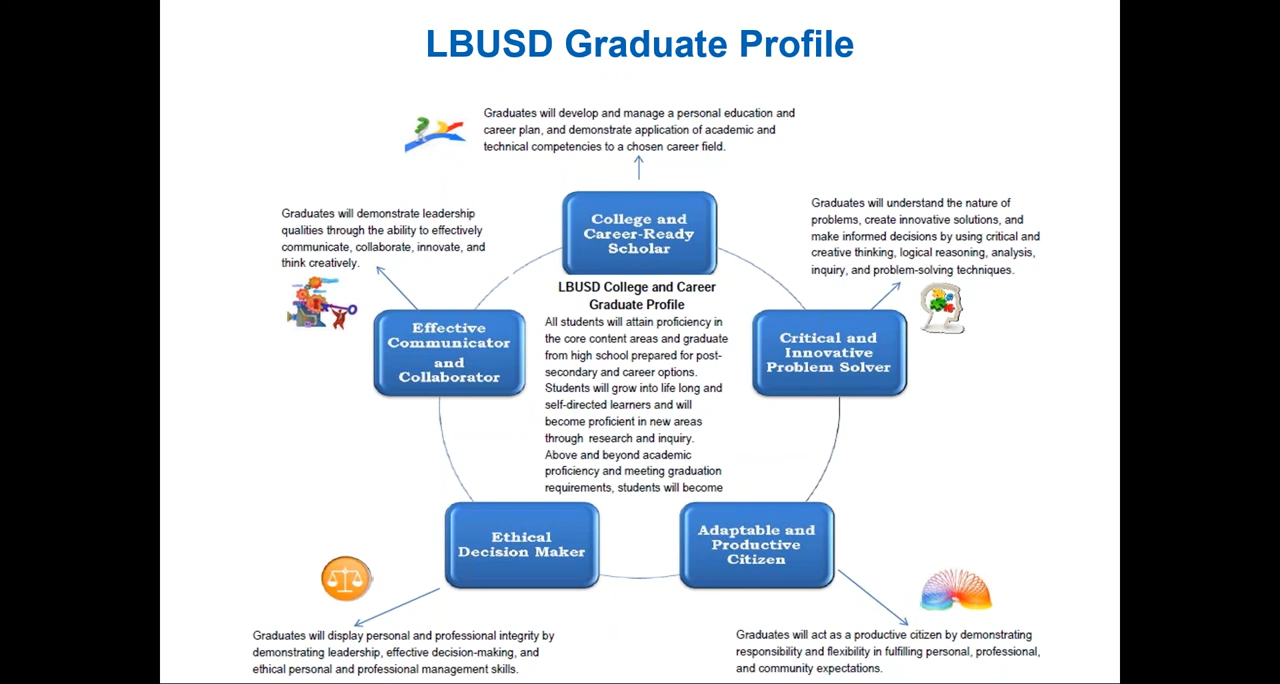 LBUSD Graduate Profile
Graduates will develop and manage a personal education and
career plan, and demonstrate application of academic and
technical competencies to a chosen career field.
College and
Career-Ready
Scholar
Graduates will understand the nature of
problems, create innovative solutions, and
make informed decisions by using critical and
creative thinking, logical reasoning, analysis,
inquiry, and problem-solving techniques.
Critical and
Innovative
Problem Solver
Graduates will demonstrate leadership
qualities through the ability to effectively
communicate, collaborate, innovate, and
think creatively.
Effective
Communicator
and
Collaborator
LBUSD College and Career
Graduate Profile
All students will attain proficiency in
the core content areas and graduate
from high school prepared for post-
secondary and career options.
Students will grow into life long and
self-directed learners and will
become proficient in new areas
through research and inquiry.
Above and beyond academic
proficiency and meeting graduation
requirements, students will become
Ethical
Decision Maker
Graduates will display personal and professional integrity by
demonstrating leadership, effective decision-making, and
ethical personal and professional management skills.
Adaptable and
Productive
Citizen
Graduates will act as a productive citizen by demonstrating
responsibility and flexibility in fulfilling personal, professional,
and community expectations.